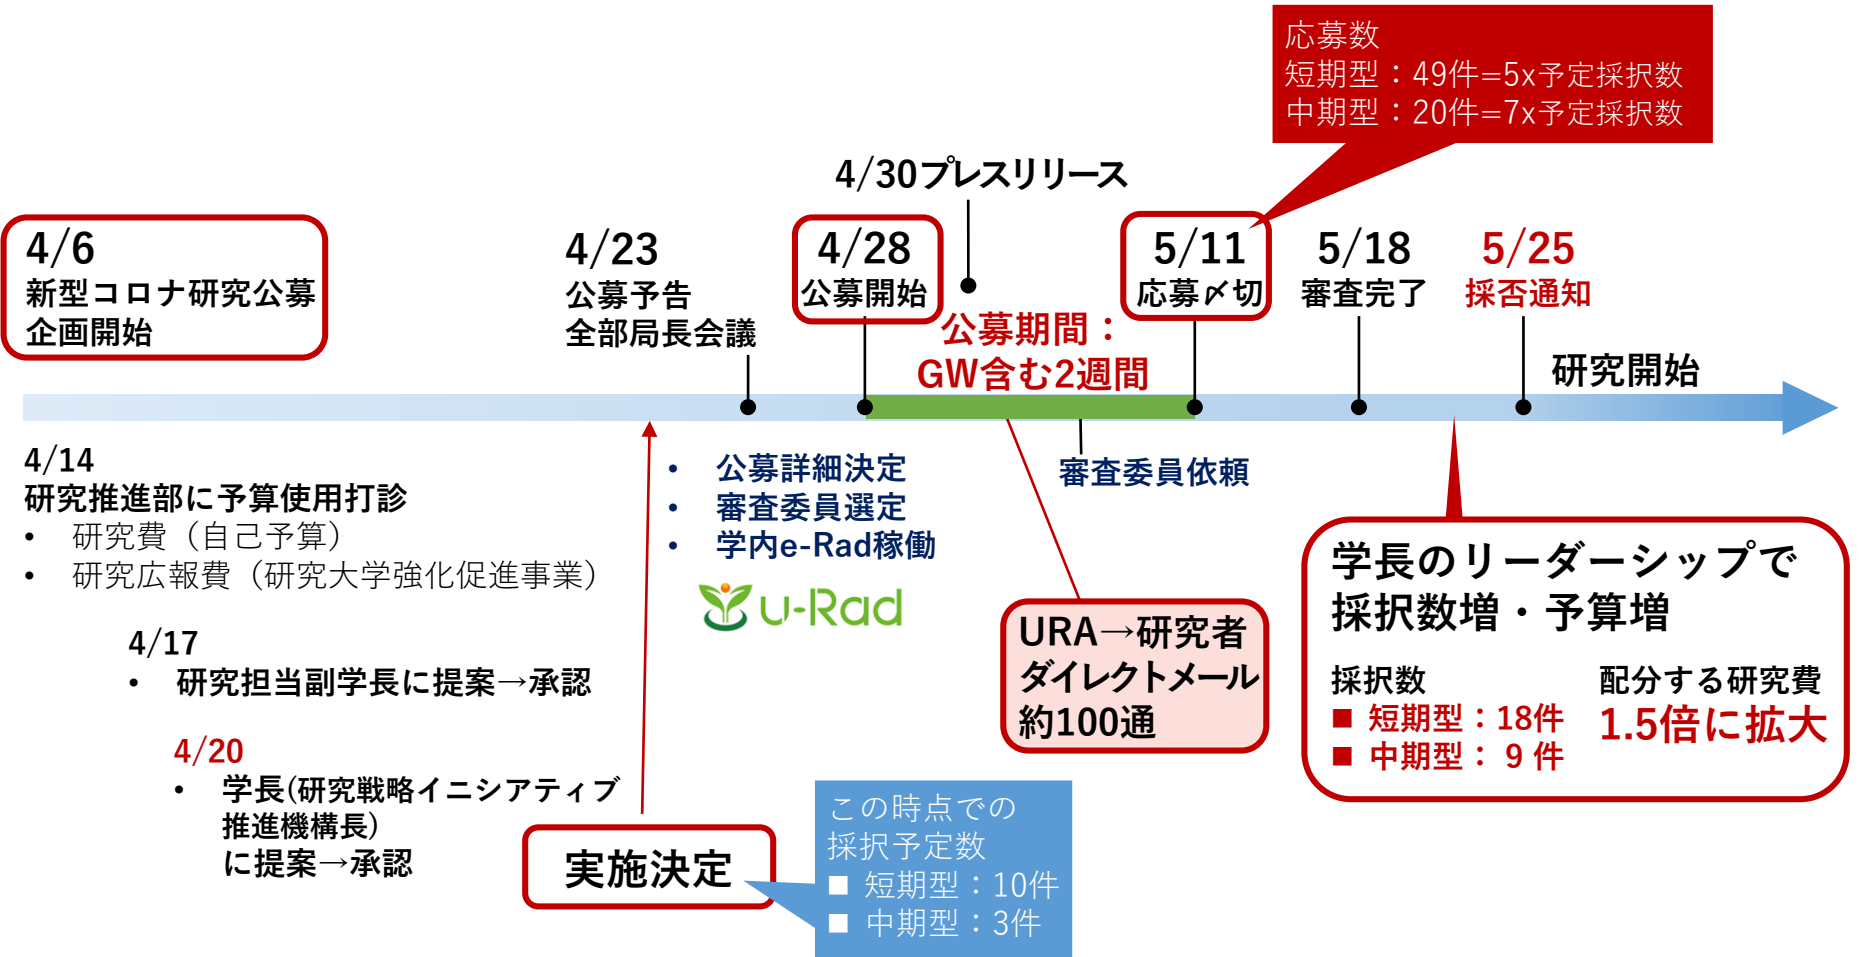 応募数
短期型：49件=5x予定採択数
中期型：20件=7x予定採択数
4/30プレスリリース
4/6
新型コロナ研究公募
企画開始
4/23
公募予告
全部局長会議
4/28
公募開始
5/11
応募〆切
5/18
審査完了
5/25
採否通知
公募期間：
GW含む2週間
研究開始
4/14
研究推進部に予算使用打診
• 研究費（自己予算）
• 研究広報費（研究大学強化促進事業）
• 公募詳細決定
• 審査委員選定
• 学内e-Rad稼働
u-Rad
審査委員依頼
4/17
• 研究担当副学長に提案→承認
4/20
• 学長(研究戦略イニシアティブ
推進機構長)
に提案→承認
実施決定
この時点での
採択予定数
■ 短期型：10件
■ 中期型：3件
URA→研究者
ダイレクトメール
約100通
学長のリーダーシップで
採択数増・予算増
採択数
■ 短期型：18件
■ 中期型： 9 件
配分する研究費
1.5倍に拡大